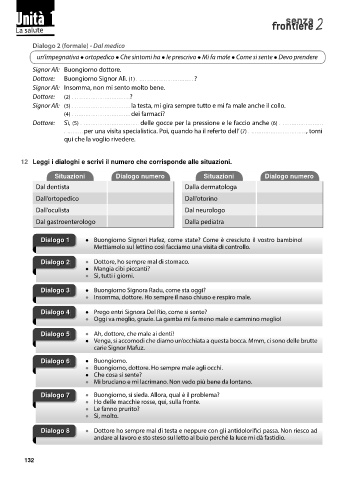 Unità 1
La salute
senza
frontiere 2
Dialogo 2 (formale) - Dal medico
un'impegnativa ● ortopedico ● Che sintomi ha ● le prescrivo ● Mi fa male ● Come si sente ● Devo prendere
Signor Ali: Buongiorno dottore.
Dottore: Buongiorno Signor Ali. (1) ..............................?
Signor Ali: Insomma, non mi sento molto bene.
Dottore: (2) ..............................?
Signor Ali: (3) .............................. la testa, mi gira sempre tutto e mi fa male anche il collo.
(4) .............................. dei farmaci?
Dottore: Sì, (5) .............................. delle gocce per la pressione e le faccio anche (6) ....................
.......... per una visita specialistica. Poi, quando ha il referto dell' (7) .............................., torni
qui che la voglio rivedere.
12 Leggi i dialoghi e scrivi il numero che corrisponde alle situazioni.
Situazioni Dialogo numero Situazioni Dialogo numero
Dal dentista Dalla dermatologa
Dall'ortopedico Dall'otorino
Dall'oculista Dal neurologo
Dal gastroenterologo Dalla pediatra
Dialogo 1 ● Buongiorno Signori Hafez, come state? Come è cresciuto il vostro bambino!
Mettiamolo sul lettino così facciamo una visita di controllo.
Dialogo 2 ● Dottore, ho sempre mal di stomaco.
● Mangia cibi piccanti?
● Sì, tutti i giorni.
Dialogo 3 ● Buongiorno Signora Radu, come sta oggi?
● Insomma, dottore. Ho sempre il naso chiuso e respiro male.
Dialogo 4 ● Prego entri Signora Del Rio, come si sente?
● Oggi va meglio, grazie. La gamba mi fa meno male e cammino meglio!
Dialogo 5 ● Ah, dottore, che male ai denti!
● Venga, si accomodi che diamo un'occhiata a questa bocca. Mmm, ci sono delle brutte
carie Signor Mafuz.
Dialogo 6 ● Buongiorno.
● Buongiorno, dottore. Ho sempre male agli occhi.
● Che cosa si sente?
● Mi bruciano e mi lacrimano. Non vedo più bene da lontano.
Dialogo 7 ● Buongiorno, si sieda. Allora, qual è il problema?
● Ho delle macchie rosse, qui, sulla fronte.
● Le fanno prurito?
● Sì, molto.
Dialogo 8 ● Dottore ho sempre mal di testa e neppure con gli antidolorifici passa. Non riesco ad
andare al lavoro e sto steso sul letto al buio perché la luce mi dà fastidio.
132